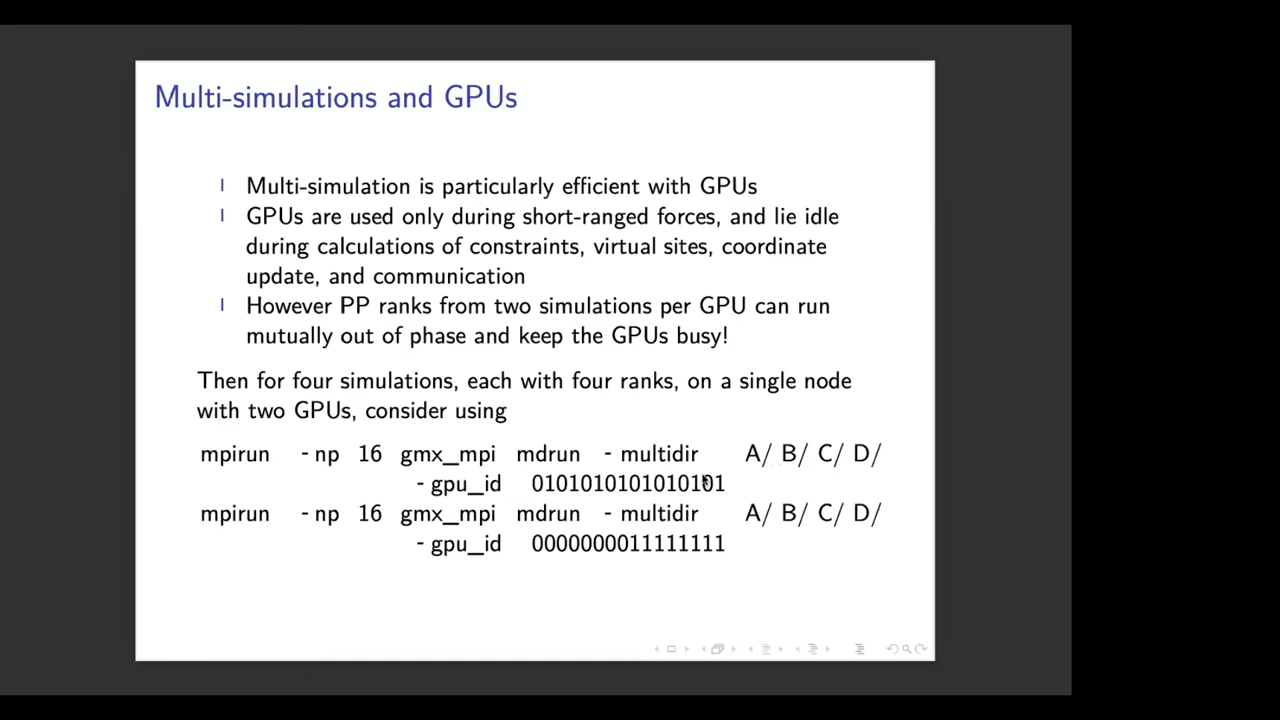 Multi-simulations and GPUs
Multi-simulation is particularly efficient with GPUs
GPUs are used only during short-ranged forces, and lie idle
during calculations of constraints, virtual sites, coordinate
update, and communication
However PP ranks from two simulations per GPU can run
mutually out of phase and keep the GPUs busy!
Then for four simulations, each with four ranks, on a single node
with two GPUs, consider using
mpirun -np 16 gmx_mpi mdrun -multidir A/ B/ C/ D/
-gpu_id 0101010101010101
mpirun -np 16 gmx_mpi mdrun -multidir A/ B/ C/ D/
-gpu_id 0000000011111111